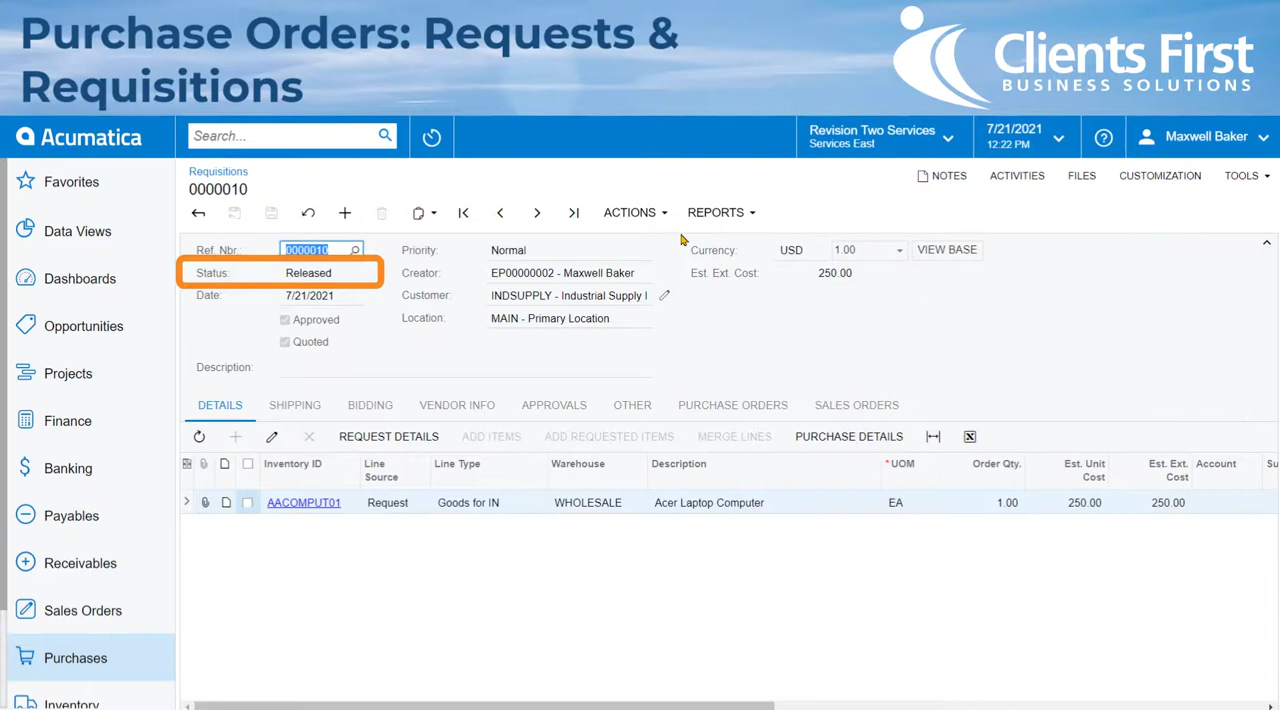 Purchase Orders: Requests &
Requisitions
Clients First
BUSINESS SOLUTIONS
Acumatica
Search...
Revision Two Services
Services East
7/21/2021
12:22 PM
Maxwell Baker
Favorites
Data Views
Dashboards
Opportunities
Projects
Finance
Banking
Payables
Receivables
Sales Orders
Purchases
Inventory
Requisitions
0000010
NOTES ACTIVITIES FILES CUSTOMIZATION TOOLS
ACTIONS REPORTS
Ref. Nbr.: 0000010 Priority: Normal Currency: USD 1.00 VIEW BASE
Status: Released Creator: EP00000002 - Maxwell Baker Est. Ext. Cost: 250.00
Date: 7/21/2021 Customer: INDSUPPLY - Industrial Supply I
Approved Location: MAIN - Primary Location
Quoted
Description:
DETAILS SHIPPING BIDDING VENDOR INFO APPROVALS OTHER PURCHASE ORDERS SALES ORDERS
REQUEST DETAILS ADD ITEMS ADD REQUESTED ITEMS MERGE LINES PURCHASE DETAILS
Inventory ID Line Source Line Type Warehouse Description *UOM Order Qty. Est. Unit Cost Est. Ext. Cost Account Su
AACOMPUT01 Request Goods for IN WHOLESALE Acer Laptop Computer EA 1.00 250.00 250.00